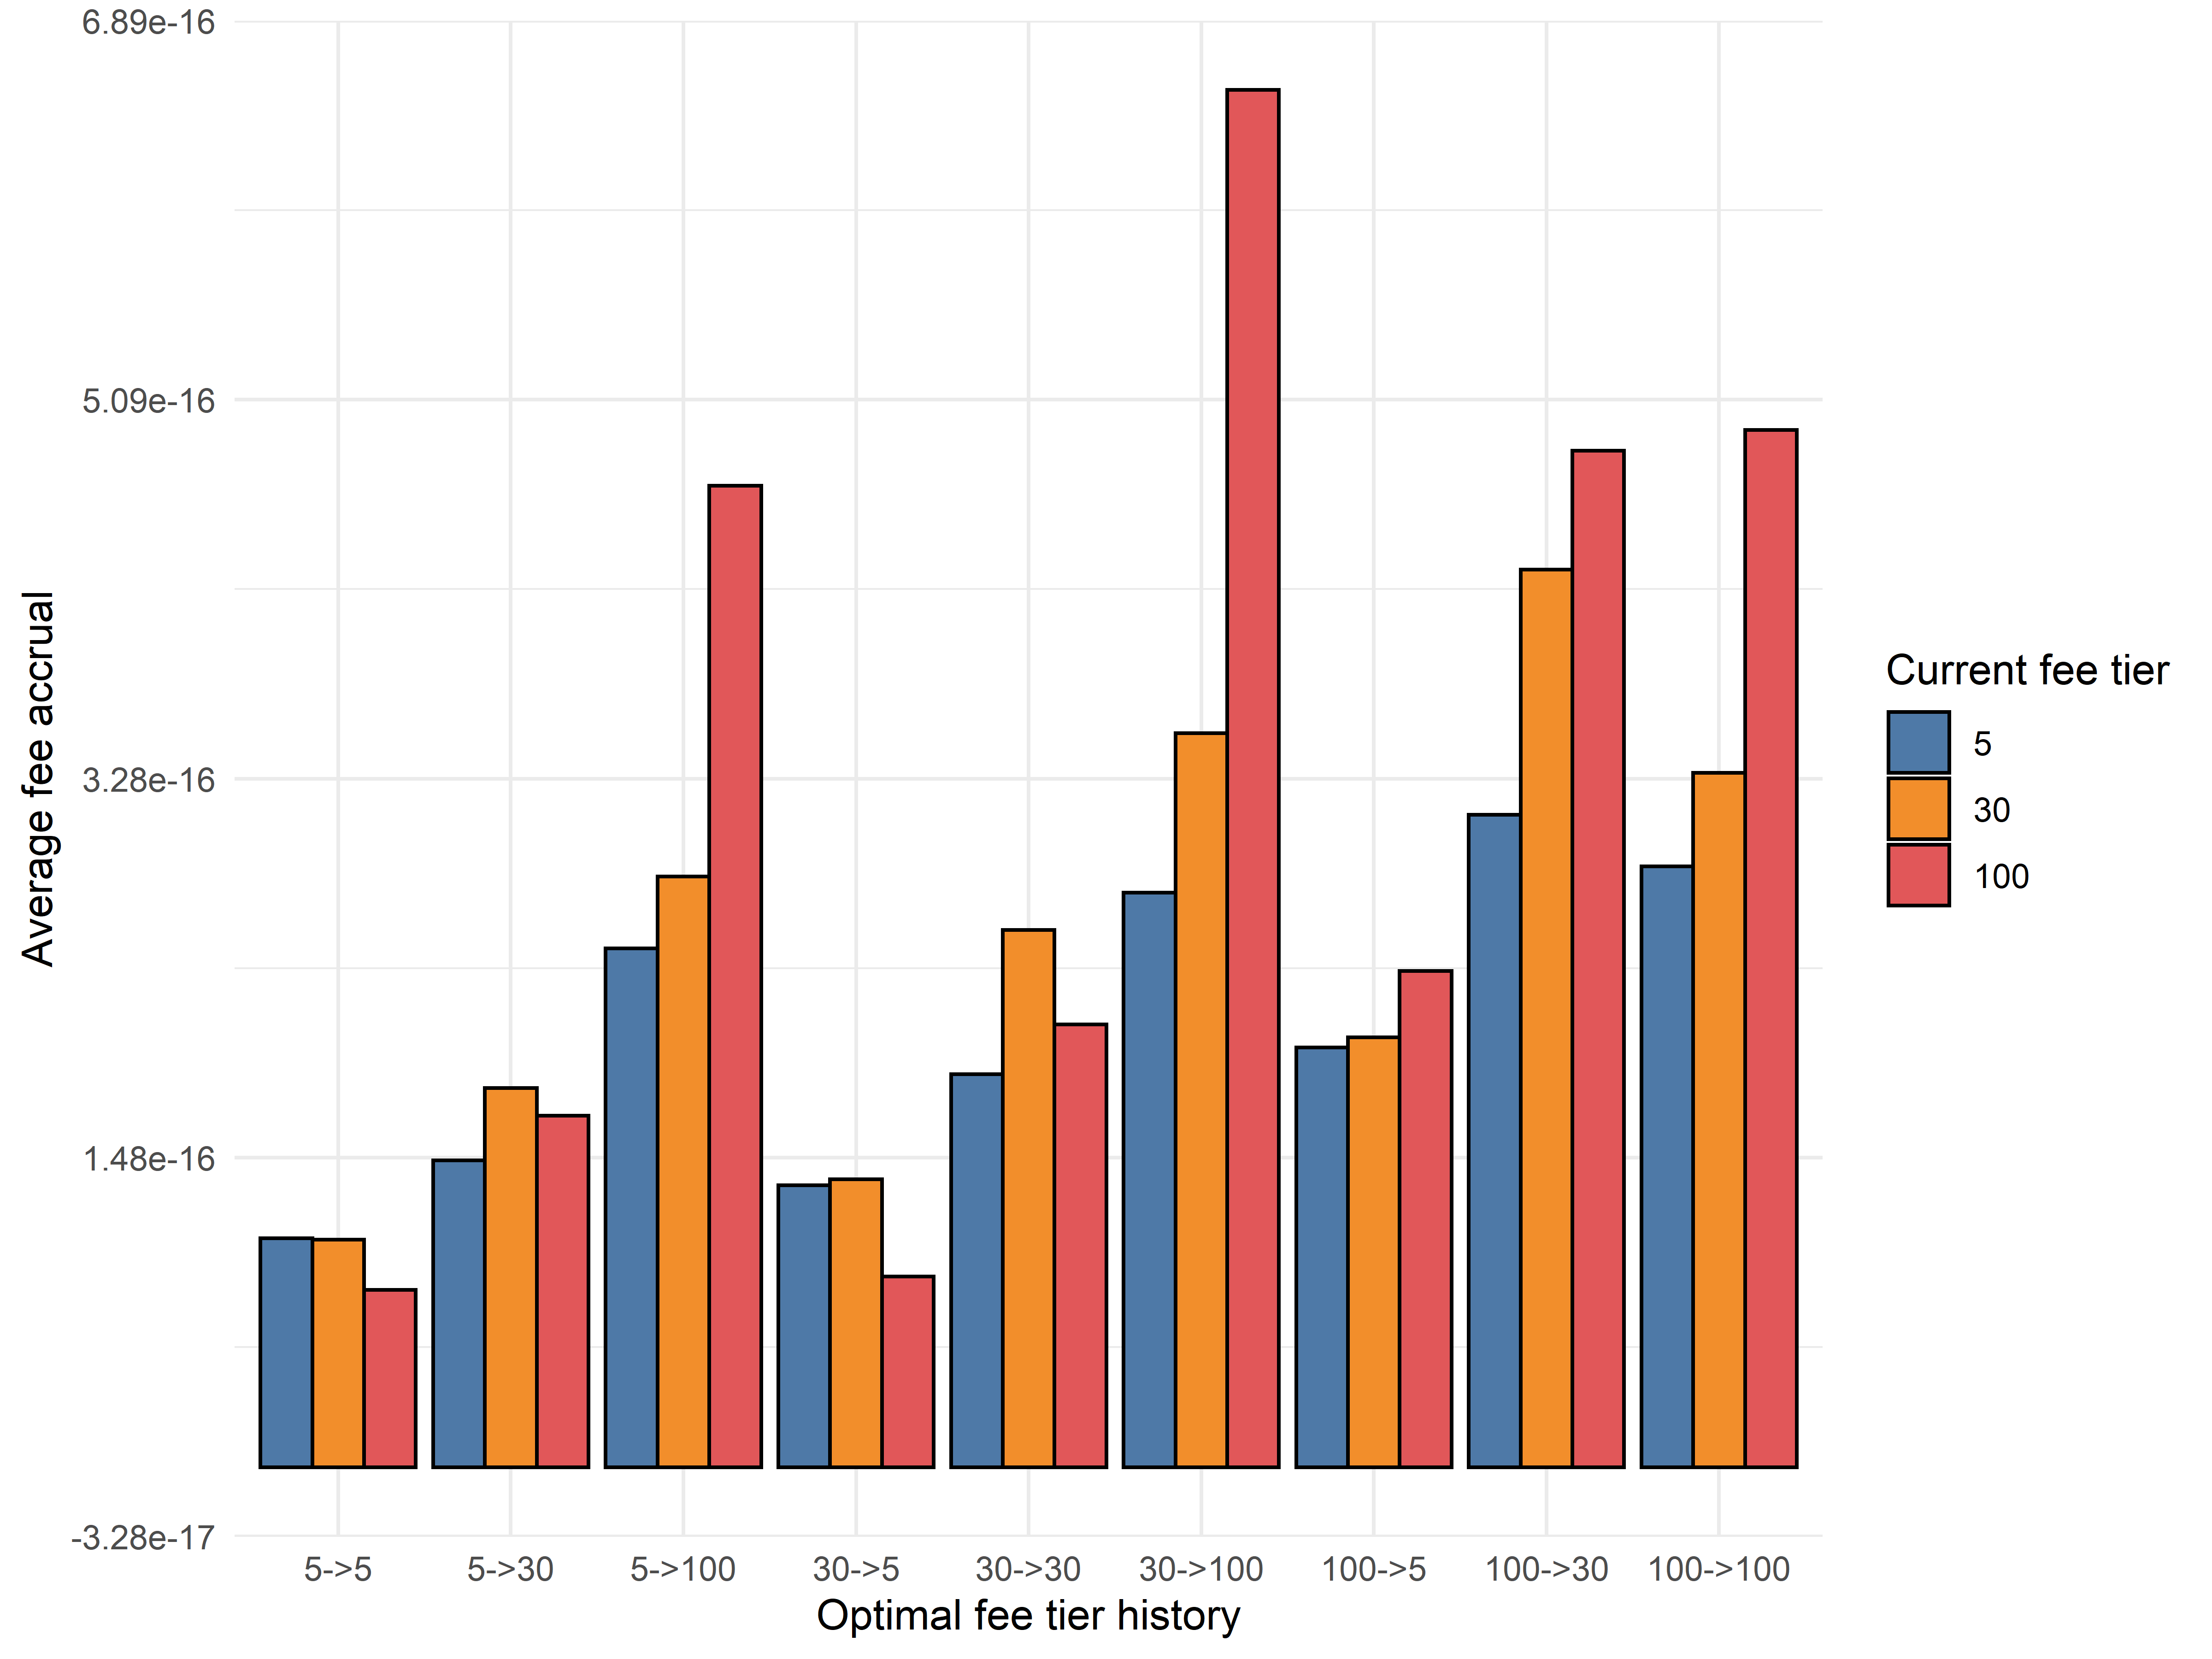 Average fee accrual
6.89e-16
5.09e-16
3.28e-16
1.48e-16
-3.28e-17
5->5
5->30
5->100
30->5
30->30
30->100
100->5
100->30
100->100
Optimal fee tier history
Current fee tier
5
30
100